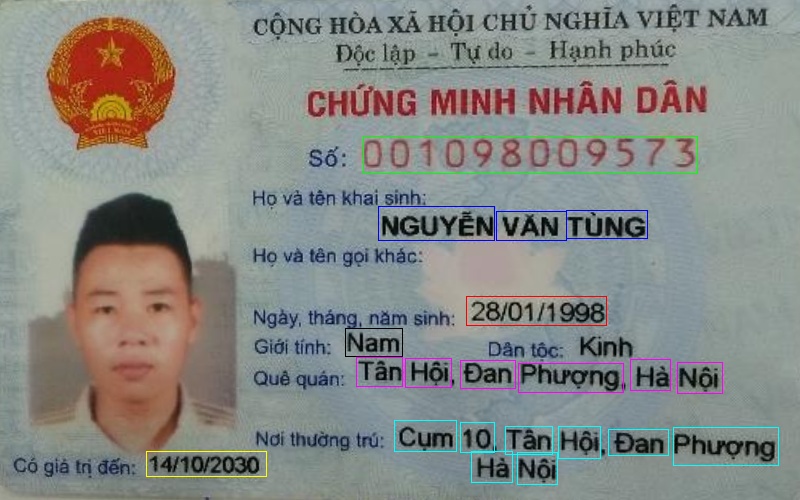 CỘNG HÒA XÃ HỘI CHỦ NGHĨA VIỆT NAM
Độc lập - Tự do - Hạnh phúc
CHỨNG MINH NHÂN DÂN
Số: 001098009573
Họ và tên khai sinh:
NGUYỄN VĂN TÙNG
Họ và tên gọi khác:
Ngày, tháng, năm sinh: 28/01/1998
Giới tính: Nam Dân tộc: Kinh
Quê quán: Tân Hội, Đan Phượng, Hà Nội
Nơi thường trú: Cụm 10, Tân Hội, Đan Phượng
Hà Nội
Có giá trị đến: 14/10/2030